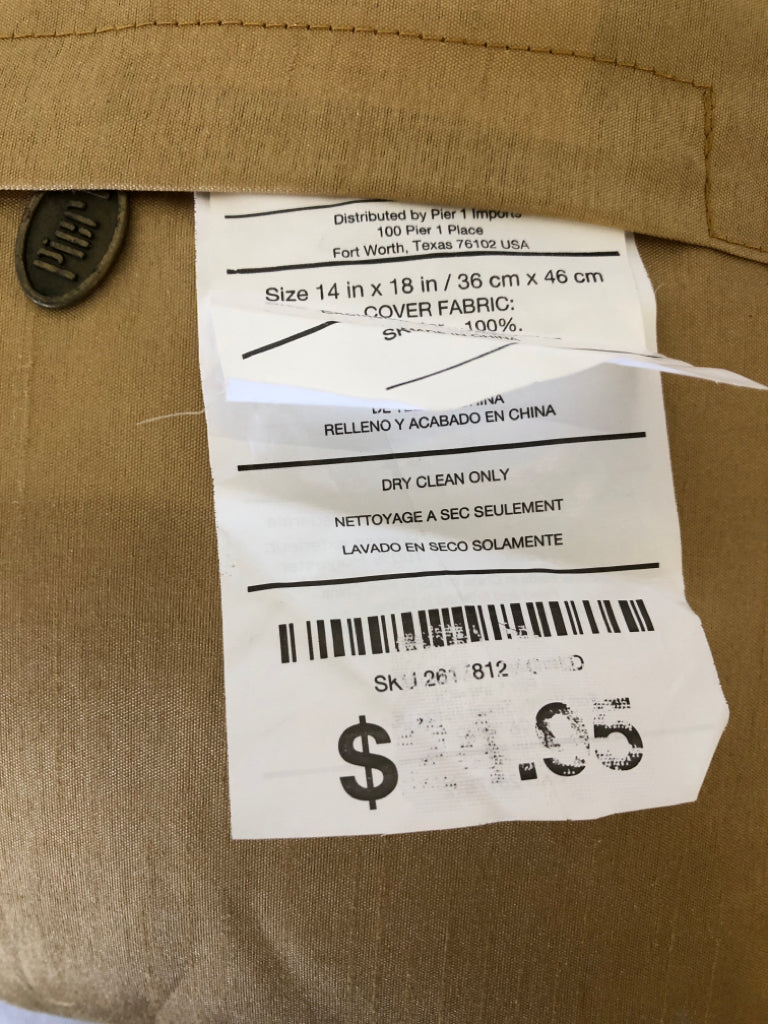 Pier
Distributed by Pier 1 Imports
100 Pier 1 Place
Fort Worth, Texas 76102 USA
Size 14 in x 18 in / 36 cm x 46 cm
COVER FABRIC:
100%.
RELLENO Y ACABADO EN CHINA
DRY CLEAN ONLY
NETTOYAGE A SEC SEULEMENT
LAVADO EN SECO SOLAMENTE
SKU
$ .95